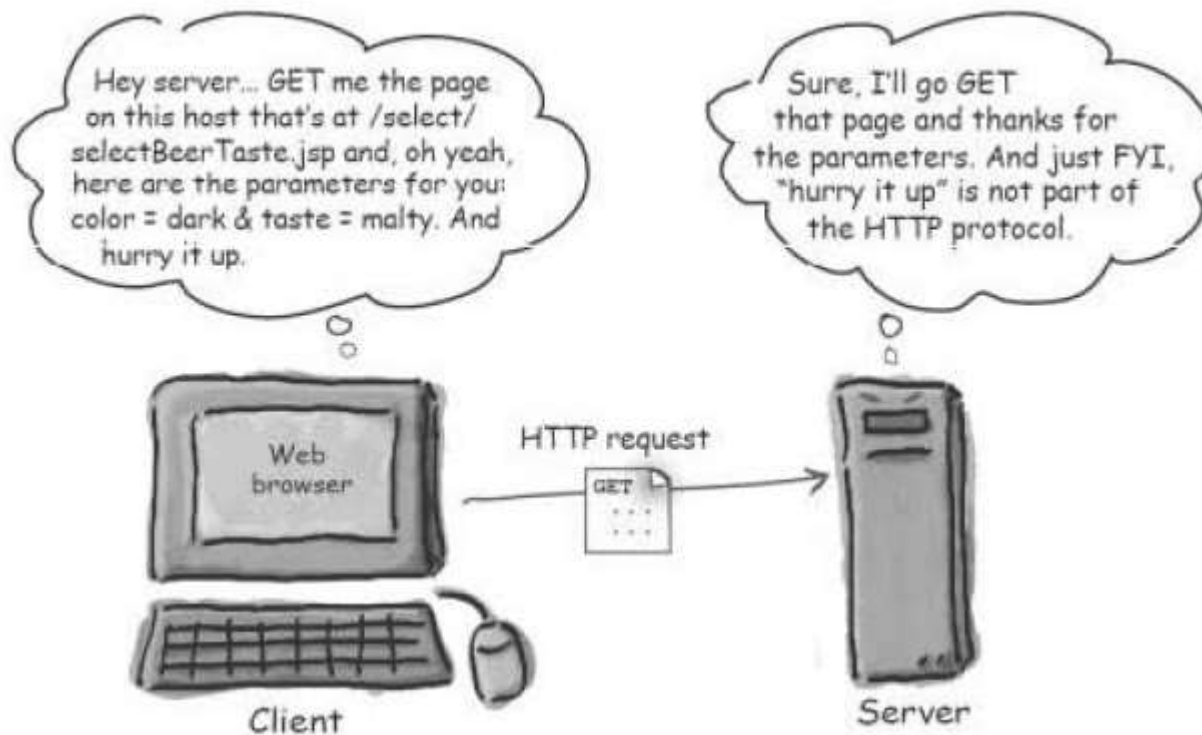 Hey server... GET me the page
on this host that's at /select/
selectBeerTaste.jsp and, oh yeah,
here are the parameters for you:
color = dark & taste = malty. And
hurry it up.
Sure, I'll go GET
that page and thanks for
the parameters. And just FYI,
"hurry it up" is not part of
the HTTP protocol.
Web
browser
HTTP request
GET
Client
Server